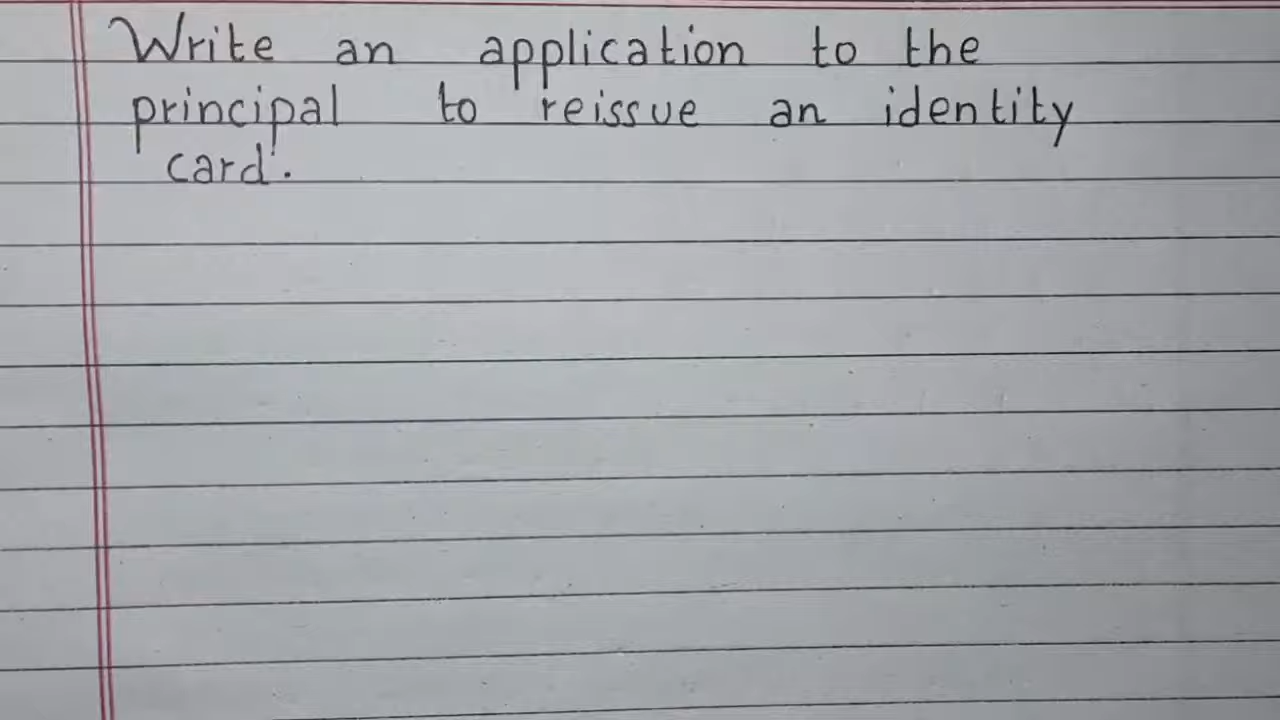 Write an application to the
principal to reissue an identity
card.